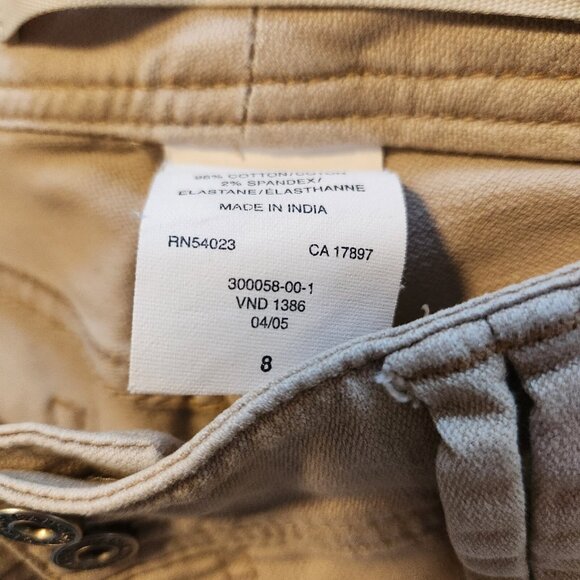 98% COTTON/COTON
2% SPANDEX/
ELASTANE/ÉLASTHANNE
MADE IN INDIA
RN54023 CA 17897
300058-00-1
VND 1386
04/05
8